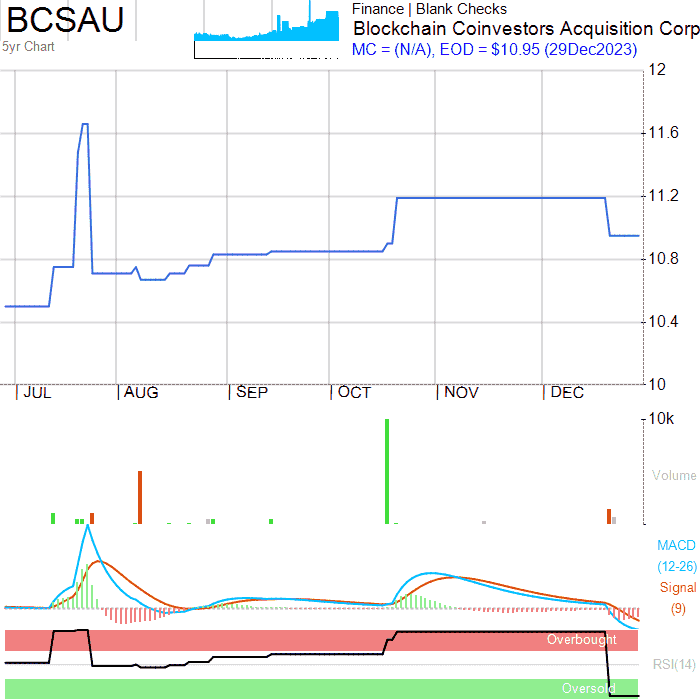 BCSAU
5yr Chart
Finance | Blank Checks
Blockchain Coinvestors Acquisition Corp
MC = (N/A), EOD = $10.95 (29Dec2023)
12
11.6
11.2
10.8
10.4
10
JUL AUG SEP OCT NOV DEC
10k
Volume
MACD
(12-26)
Signal
(9)
Overbought
RSI(14)
Oversold